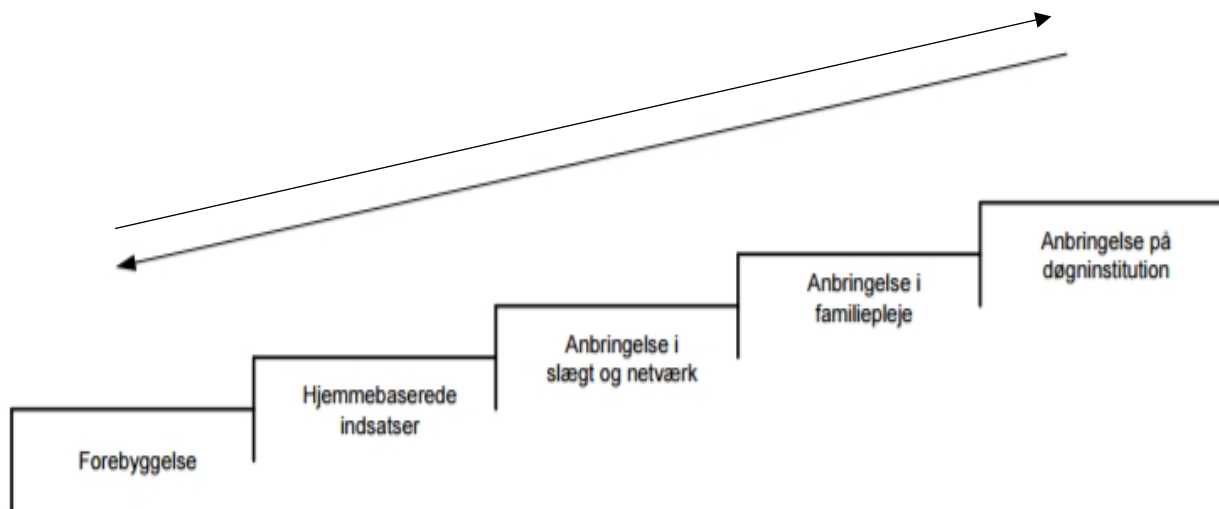 Forebyggelse
Hjemmebaserede
indsatser
Anbringelse i
slægt og netværk
Anbringelse i
familiepleje
Anbringelse på
døgninstitution